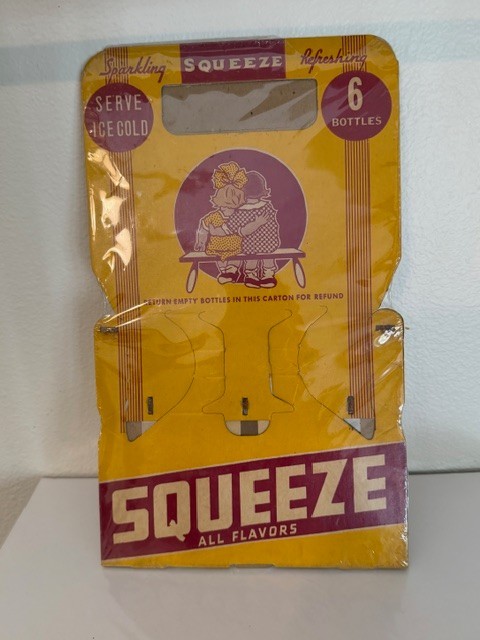 Sparkling SQUEEZE Refreshing
SERVE
ICE COLD
6
BOTTLES
RETURN EMPTY BOTTLES IN THIS CARTON FOR REFUND
SQUEEZE
ALL FLAVORS